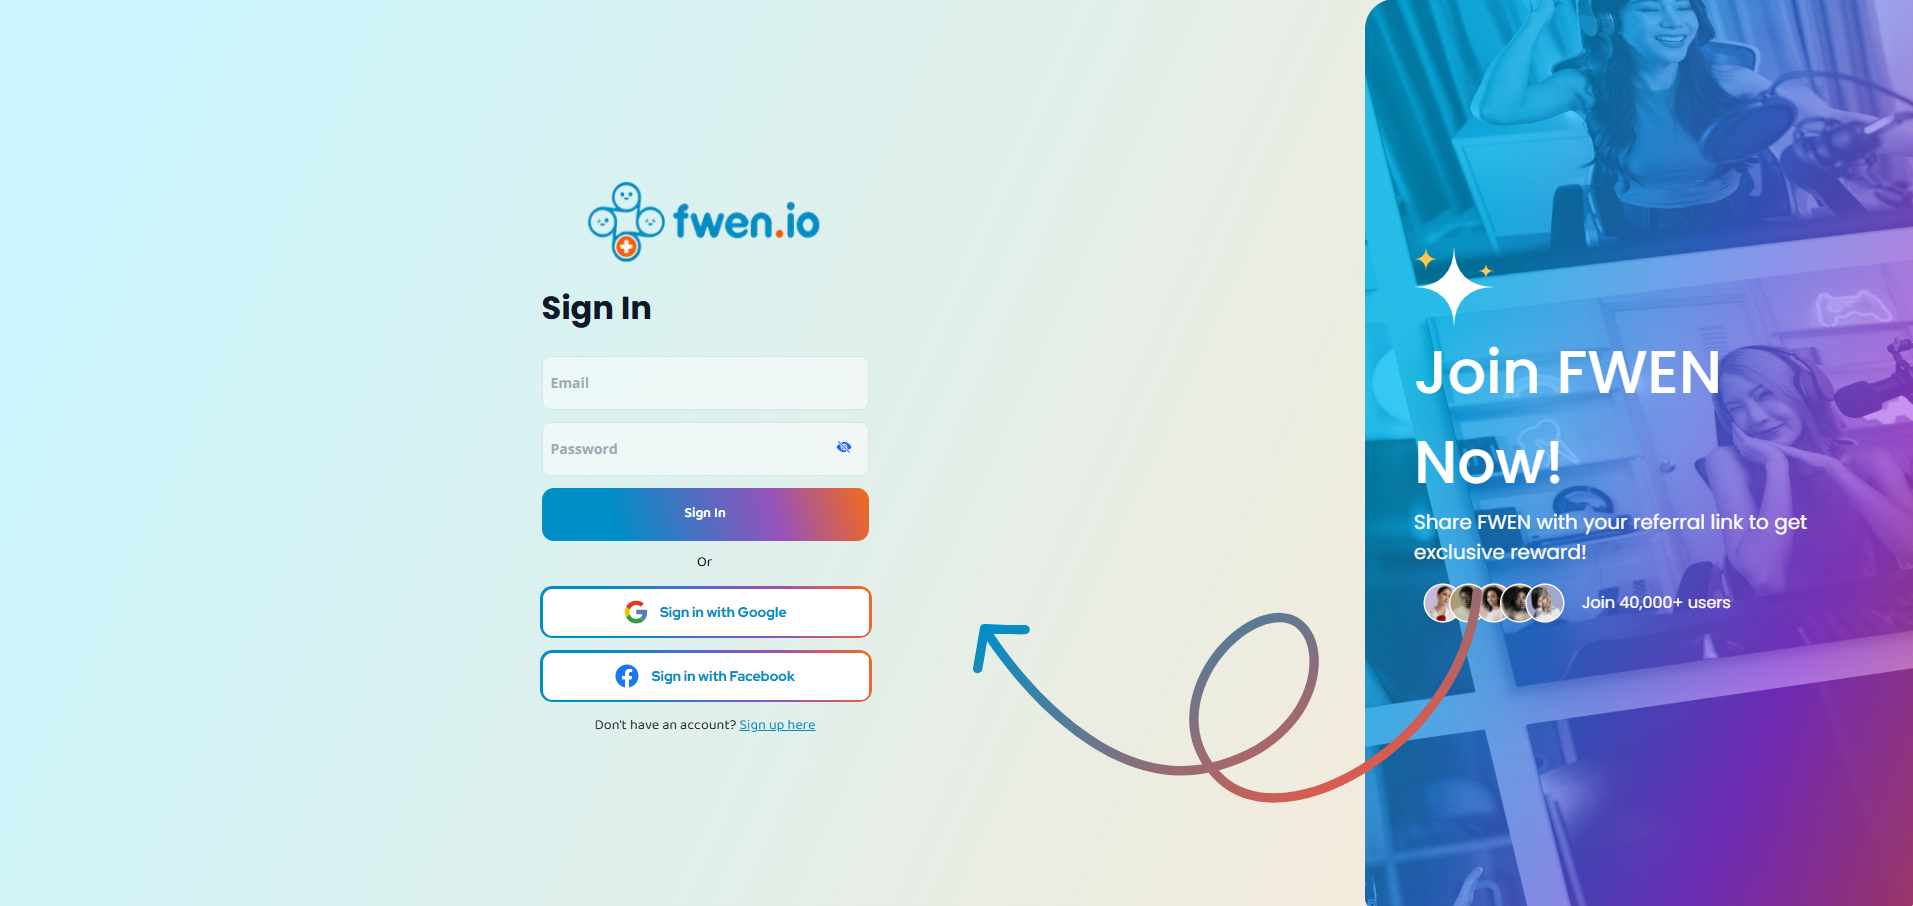 fwen.io
Sign In
Email
Password
Sign In
Or
Sign in with Google
Sign in with Facebook
Don't have an account? Sign up here
Join FWEN
Now!
Share FWEN with your referral link to get
exclusive reward!
Join 40,000+ users